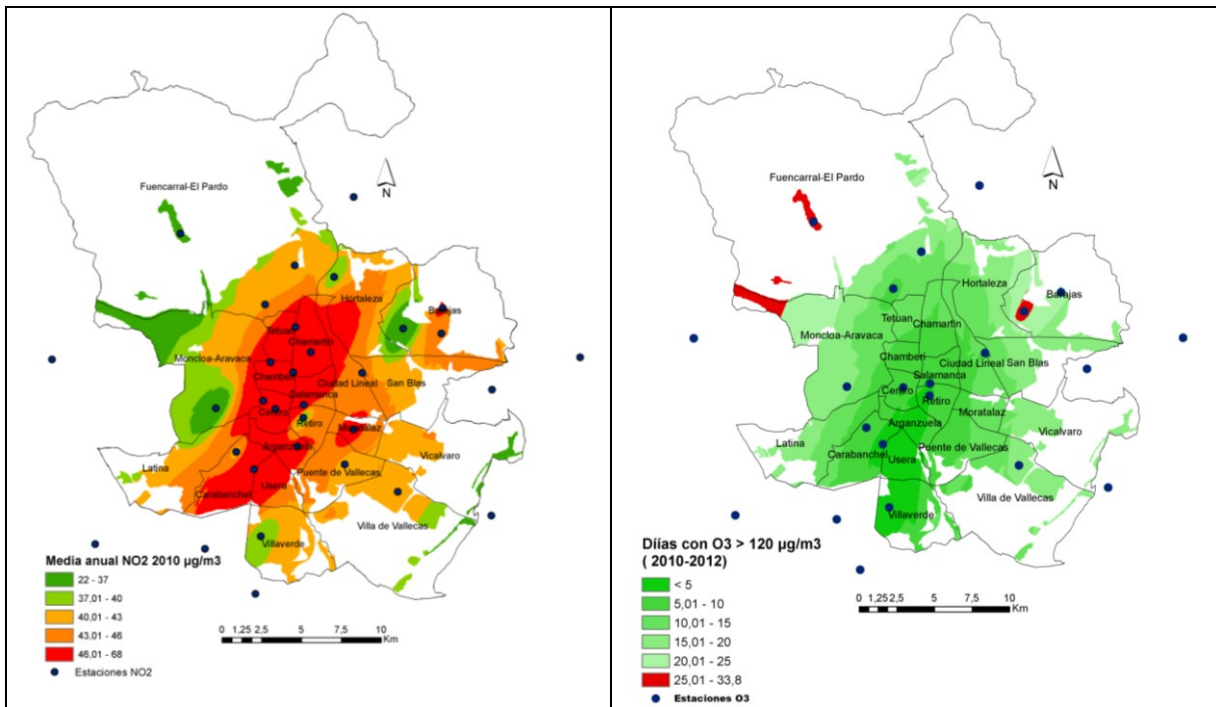 Fuencarral-El Pardo
N
Hortaleza
Barajas
Tetuan
Chamartin
Moncloa-Aravaca
Chamberi
Ciudad Lineal
San Blas
Salamanca
Centro
Retiro
Moratalaz
Arganzuela
Vicalvaro
Latina
Puente de Vallecas
Carabanchel
Usera
Villa de Vallecas
Villaverde
Media anual NO2 2010 µg/m3
22 - 37
37,01 - 40
40,01 - 43
43,01 - 46
46,01 - 68
Estaciones NO2
0 1,25 2,5 5 7,5 10
Km
Fuencarral-El Pardo
N
Hortaleza
Barajas
Tetuan
Chamartin
Moncloa-Aravaca
Chamberi
Ciudad Lineal
San Blas
Salamanca
Centro
Retiro
Moratalaz
Arganzuela
Vicalvaro
Latina
Puente de Vallecas
Carabanchel
Usera
Villa de Vallecas
Villaverde
Díías con O3 > 120 µg/m3
( 2010-2012)
< 5
5,01 - 10
10,01 - 15
15,01 - 20
20,01 - 25
25,01 - 33,8
Estaciones O3
0 1,25 2,5 5 7,5 10
Km